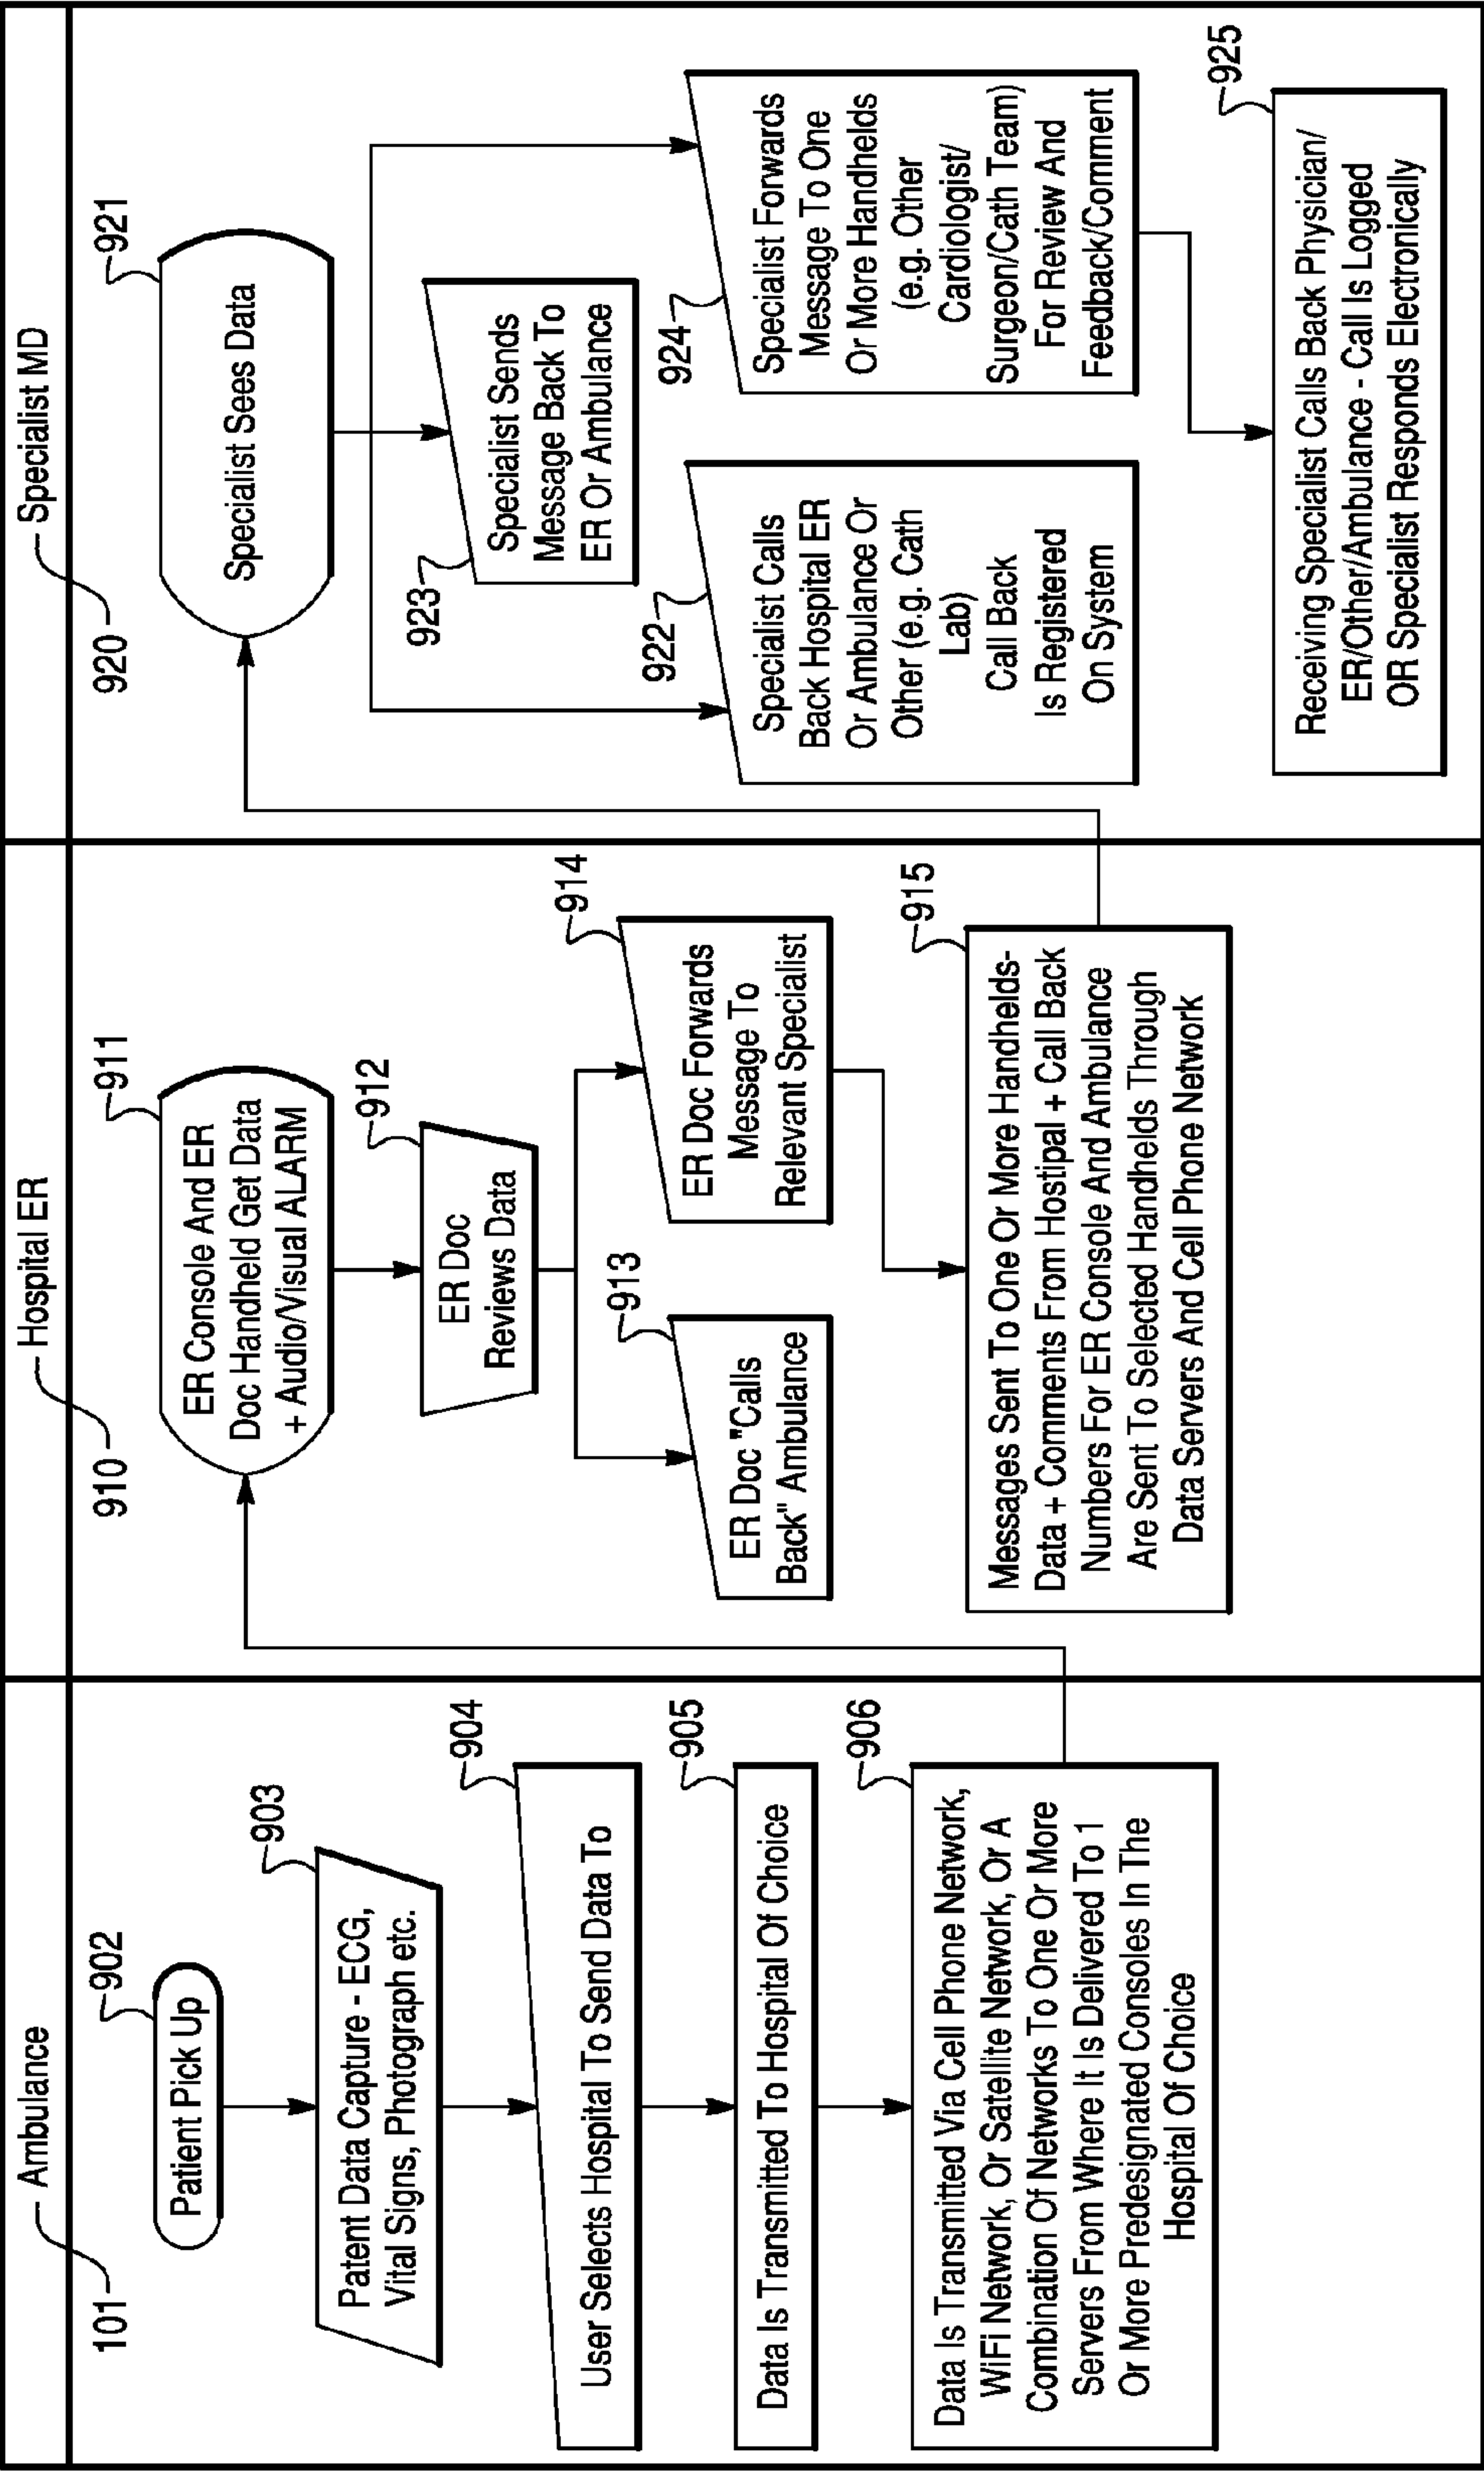 101
Ambulance
902
Patient Pick Up
903
Patent Data Capture - ECG,
Vital Signs, Photograph etc.
904
User Selects Hospital To Send Data To
905
Data Is Transmitted To Hospital Of Choice
906
Data Is Transmitted Via Cell Phone Network,
WiFi Network, Or Satellite Network, Or A
Combination Of Networks To One Or More
Servers From Where It Is Delivered To 1
Or More Predesignated Consoles In The
Hospital Of Choice
910
Hospital ER
911
ER Console And ER
Doc Handheld Get Data
+ Audio/Visual ALARM
912
ER Doc
Reviews Data
913
ER Doc "Calls
Back" Ambulance
914
ER Doc Forwards
Message To
Relevant Specialist
915
Messages Sent To One Or More Handhelds-
Data + Comments From Hostipal + Call Back
Numbers For ER Console And Ambulance
Are Sent To Selected Handhelds Through
Data Servers And Cell Phone Network
920
Specialist MD
921
Specialist Sees Data
923
Specialist Sends
Message Back To
ER Or Ambulance
922
Specialist Calls
Back Hospital ER
Or Ambulance Or
Other (e.g. Cath
Lab)
Call Back
Is Registered
On System
924
Specialist Forwards
Message To One
Or More Handhelds
(e.g. Other
Cardiologist/
Surgeon/Cath Team)
For Review And
Feedback/Comment
925
Receiving Specialist Calls Back Physician/
ER/Other/Ambulance - Call Is Logged
OR Specialist Responds Electronically